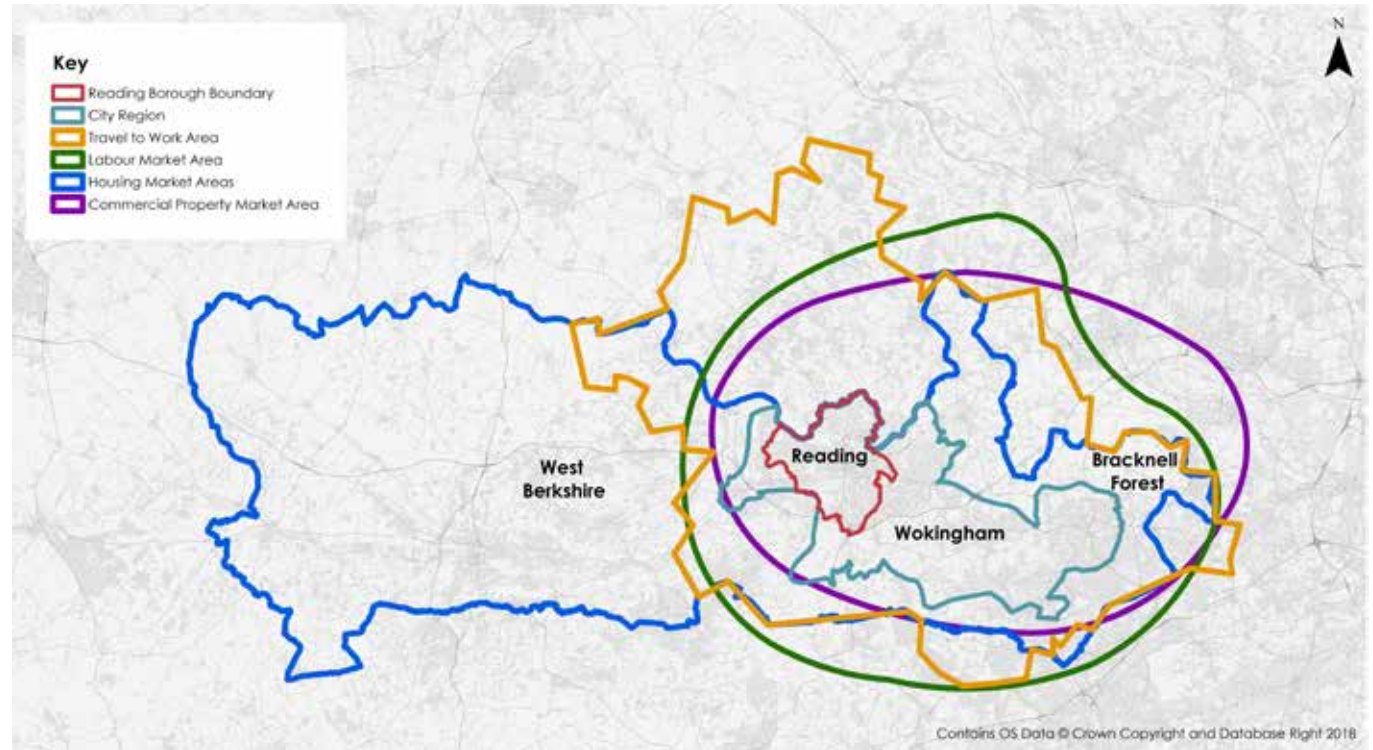 N
Key
Reading Borough Boundary
City Region
Travel to Work Area
Labour Market Area
Housing Market Areas
Commercial Property Market Area
West
Berkshire
Reading
Bracknell
Forest
Wokingham
Contains OS Data © Crown Copyright and Database Right 2018